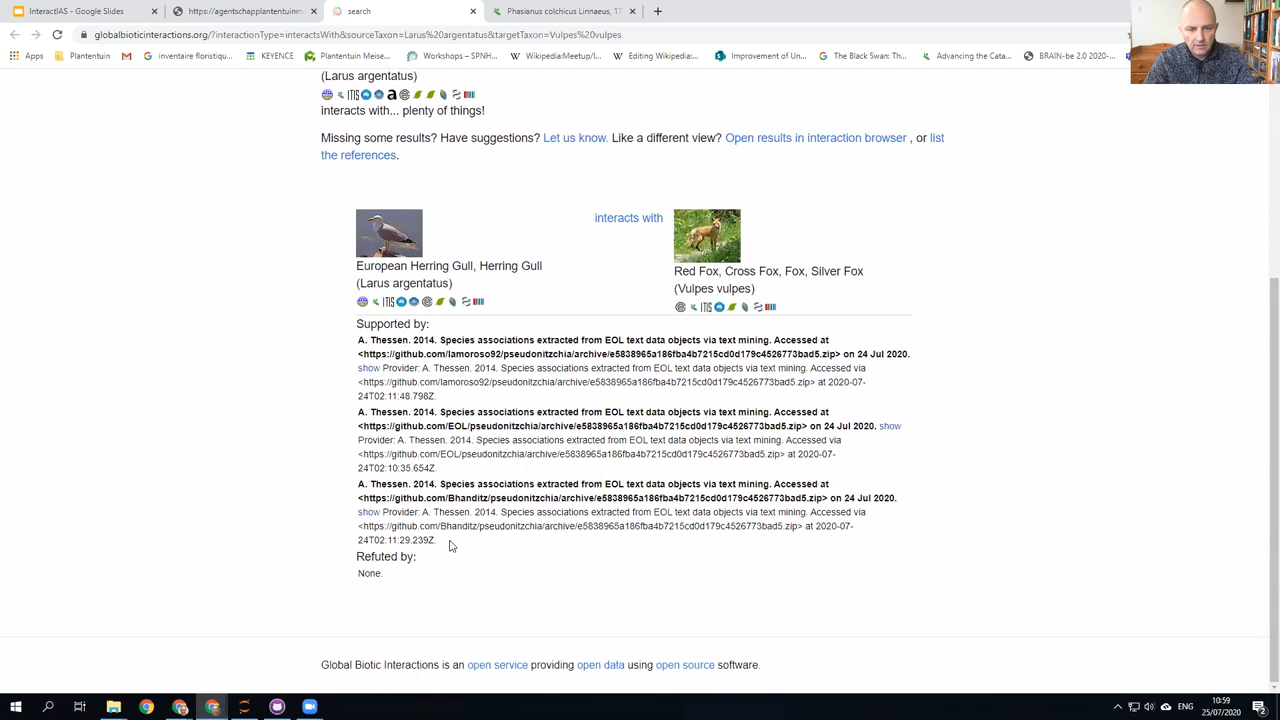 InteractIAS - Google Slides
https://agentschapplantentuinm
search
Phasianus colchicus Linnaeus, 17
globalbioticinteractions.org/?interactionType=interactsWith&sourceTaxon=Larus%20argentatus&targetTaxon=Vulpes%20vulpes
Apps
Plantentuin
inventaire floristiqu...
KEYENCE
Plantentuin Meise...
Workshops – SPNH...
Wikipedia:Meetup/I...
Editing Wikipedia:...
Improvement of Un...
The Black Swan: Th...
Advancing the Cata...
BRAIN-be 2.0 2020-...
(Larus argentatus)
ITIS
interacts with... plenty of things!
Missing some results? Have suggestions? Let us know. Like a different view? Open results in interaction browser , or list
the references.
interacts with
European Herring Gull, Herring Gull
(Larus argentatus)
ITIS
Red Fox, Cross Fox, Fox, Silver Fox
(Vulpes vulpes)
ITIS
Supported by:
A. Thessen. 2014. Species associations extracted from EOL text data objects via text mining. Accessed at
<https://github.com/lamoroso92/pseudonitzchia/archive/e5838965a186fba4b7215cd0d179c4526773bad5.zip> on 24 Jul 2020.
show Provider: A. Thessen. 2014. Species associations extracted from EOL text data objects via text mining. Accessed via
<https://github.com/lamoroso92/pseudonitzchia/archive/e5838965a186fba4b7215cd0d179c4526773bad5.zip> at 2020-07-
24T02:11:48.798Z.
A. Thessen. 2014. Species associations extracted from EOL text data objects via text mining. Accessed at
<https://github.com/EOL/pseudonitzchia/archive/e5838965a186fba4b7215cd0d179c4526773bad5.zip> on 24 Jul 2020. show
Provider: A. Thessen. 2014. Species associations extracted from EOL text data objects via text mining. Accessed via
<https://github.com/EOL/pseudonitzchia/archive/e5838965a186fba4b7215cd0d179c4526773bad5.zip> at 2020-07-
24T02:10:35.654Z.
A. Thessen. 2014. Species associations extracted from EOL text data objects via text mining. Accessed at
<https://github.com/Bhanditz/pseudonitzchia/archive/e5838965a186fba4b7215cd0d179c4526773bad5.zip> on 24 Jul 2020.
show Provider: A. Thessen. 2014. Species associations extracted from EOL text data objects via text mining. Accessed via
<https://github.com/Bhanditz/pseudonitzchia/archive/e5838965a186fba4b7215cd0d179c4526773bad5.zip> at 2020-07-
24T02:11:29.239Z.
Refuted by:
None.
Global Biotic Interactions is an open service providing open data using open source software.
ENG
10:59
25/07/2020
2